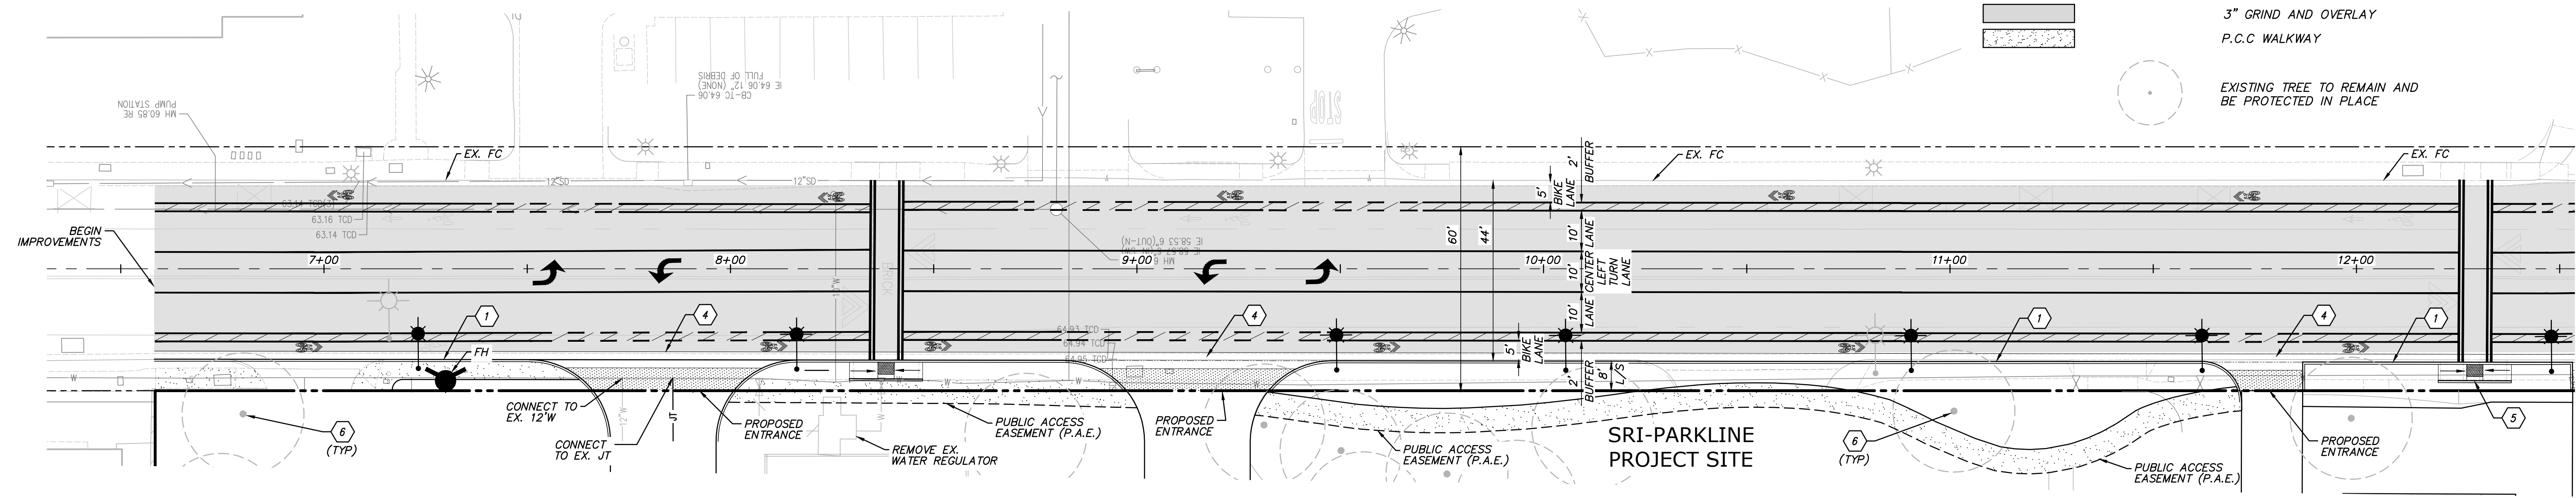 3" GRIND AND OVERLAY
P.C.C WALKWAY
EXISTING TREE TO REMAIN AND
BE PROTECTED IN PLACE
STOP
MH 60.85 RE
PUMP STATION
CB-TC 64.06
IE 64.06 12" (NONE)
FULL OF DEBRIS
EX. FC
EX. FC
EX. FC
12"SD
12"SD
63.16 TCD
63.14 TCD
BEGIN
IMPROVEMENTS
7+00
8+00
9+00
10+00
11+00
12+00
IE 58.53 6"(OUT-N)
BRICK
60'
44'
5'
BIKE
LANE
2'
BUFFER
10'
LANE
10'
CENTER
LEFT
TURN
LANE
10'
LANE
5'
BIKE
LANE
2'
BUFFER
8'
L/S
64.93 TCD
64.94 TCD
64.95 TCD
1
4
4
1
4
1
FH
W
W
W
W
CONNECT TO
EX. 12"W
12"W
CONNECT
TO EX. JT
JT
PROPOSED
ENTRANCE
REMOVE EX.
WATER REGULATOR
PUBLIC ACCESS
EASEMENT (P.A.E.)
PROPOSED
ENTRANCE
PUBLIC ACCESS
EASEMENT (P.A.E.)
SRI-PARKLINE
PROJECT SITE
6
(TYP)
6
(TYP)
PUBLIC ACCESS
EASEMENT (P.A.E.)
PROPOSED
ENTRANCE
5